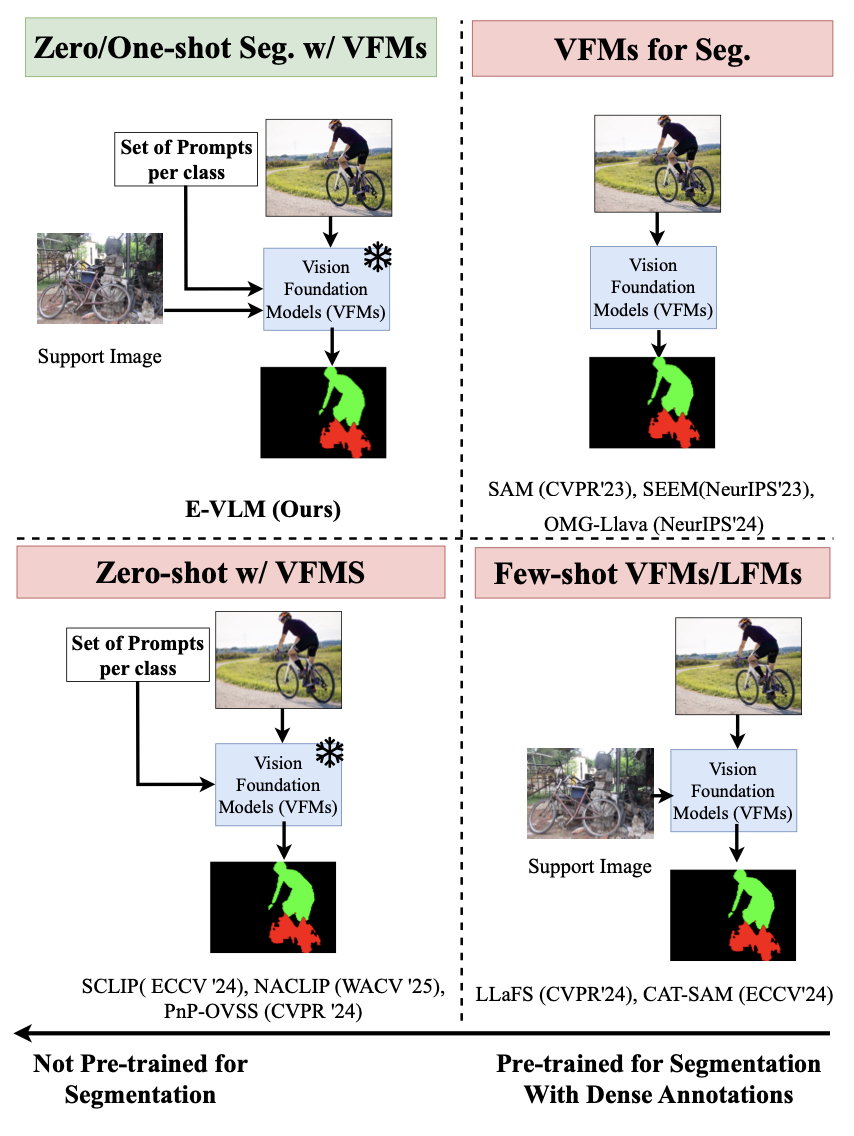 Zero/One-shot Seg. w/ VFMs
Set of Prompts
per class
Vision
Foundation
Models (VFMs)
Support Image
E-VLM (Ours)
VFMs for Seg.
Vision
Foundation
Models (VFMs)
SAM (CVPR'23), SEEM(NeurIPS'23),
OMG-Llava (NeurIPS'24)
Zero-shot w/ VFMS
Set of Prompts
per class
Vision
Foundation
Models (VFMs)
SCLIP( ECCV '24), NACLIP (WACV '25),
PnP-OVSS (CVPR '24)
Few-shot VFMs/LFMs
Vision
Foundation
Models (VFMs)
Support Image
LLaFS (CVPR'24), CAT-SAM (ECCV'24)
Not Pre-trained for
Segmentation
Pre-trained for Segmentation
With Dense Annotations